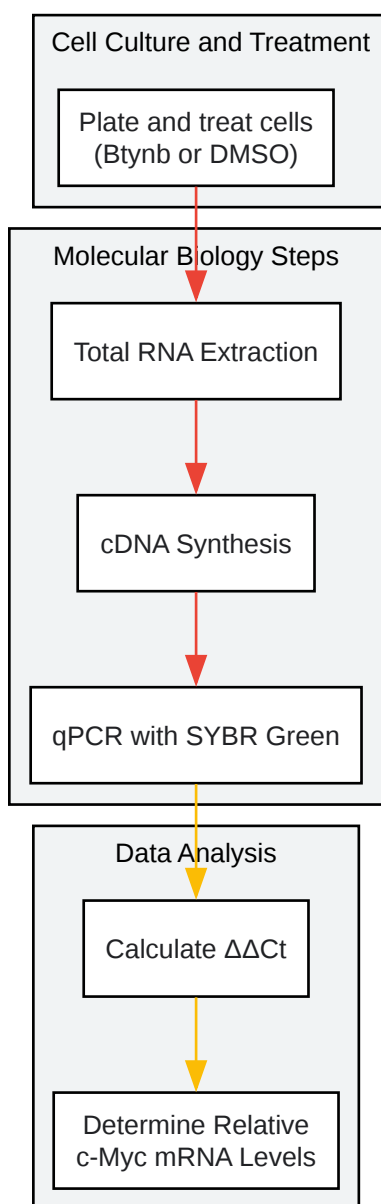 Cell Culture and Treatment
Plate and treat cells
(Btynb or DMSO)
Molecular Biology Steps
Total RNA Extraction
cDNA Synthesis
qPCR with SYBR Green
Data Analysis
Calculate ΔΔCt
Determine Relative
c-Myc mRNA Levels